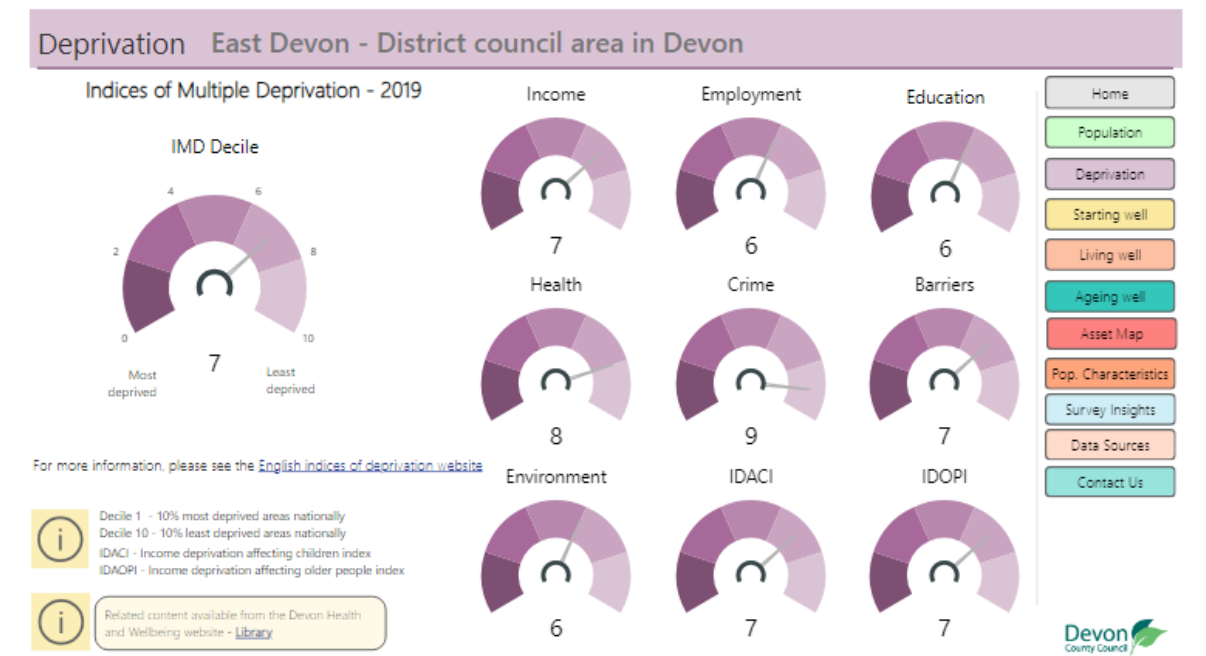 Deprivation East Devon - District council area in Devon
Indices of Multiple Deprivation - 2019
IMD Decile
0
2
4
6
8
10
7
Most
deprived
Least
deprived
Income
7
Employment
6
Education
6
Health
8
Crime
9
Barriers
7
Environment
6
IDACI
7
IDOPI
7
For more information, please see the English indices of deprivation website
Decile 1 - 10% most deprived areas nationally
Decile 10 - 10% least deprived areas nationally
IDACI - Income deprivation affecting children index
IDAOPI - Income deprivation affecting older people index
Related content available from the Devon Health
and Wellbeing website - Library
Home
Population
Deprivation
Starting well
Living well
Ageing well
Asset Map
Pop. Characteristics
Survey Insights
Data Sources
Contact Us
Devon
County Council